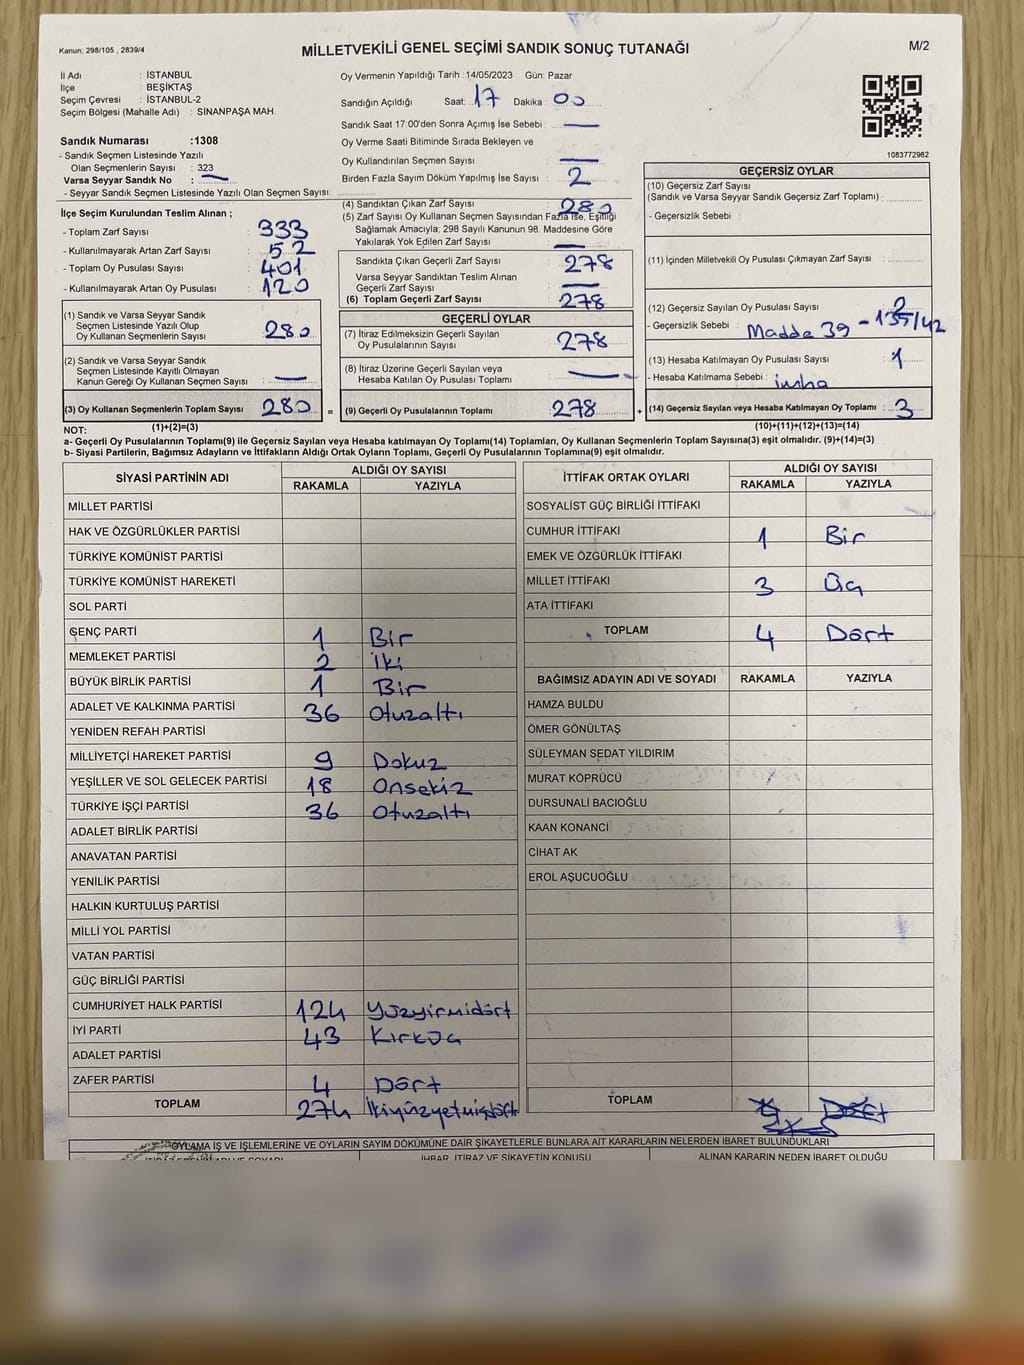 Kanun; 298/105 , 2839/4
MİLLETVEKİLİ GENEL SEÇİMİ SANDIK SONUÇ TUTANAĞI
M/2
İl Adı : İSTANBUL
İlçe : BEŞİKTAŞ
Seçim Çevresi : İSTANBUL-2
Seçim Bölgesi (Mahalle Adı) : SİNANPAŞA MAH.
Oy Vermenin Yapıldığı Tarih :14/05/2023 Gün: Pazar
Sandığın Açıldığı Saat: 17 Dakika : 00
Sandık Saat 17:00'den Sonra Açımış İse Sebebi : —
Oy Verme Saati Bitiminde Sırada Bekleyen ve
Oy Kullandırılan Seçmen Sayısı : —
Birden Fazla Sayım Döküm Yapılmış İse Sayısı : 2
1083772962
Sandık Numarası :1308
- Sandık Seçmen Listesinde Yazılı
Olan Seçmenlerin Sayısı : 323
Varsa Seyyar Sandık No : —
- Seyyar Sandık Seçmen Listesinde Yazılı Olan Seçmen Sayısı:
İlçe Seçim Kurulundan Teslim Alınan ;
- Toplam Zarf Sayısı : 333
- Kullanılmayarak Artan Zarf Sayısı : 52
- Toplam Oy Pusulası Sayısı : 401
- Kullanılmayarak Artan Oy Pusulası : 120
(4) Sandıktan Çıkan Zarf Sayısı : 280
(5) Zarf Sayısı Oy Kullanan Seçmen Sayısından Fazla İse, Eşitliği
Sağlamak Amacıyla; 298 Sayılı Kanunun 98. Maddesine Göre
Yakılarak Yok Edilen Zarf Sayısı : —
Sandıkta Çıkan Geçerli Zarf Sayısı : 278
Varsa Seyyar Sandıktan Teslim Alınan
Geçerli Zarf Sayısı : —
(6) Toplam Geçerli Zarf Sayısı : 278
GEÇERSİZ OYLAR
(10) Geçersiz Zarf Sayısı
(Sandık ve Varsa Seyyar Sandık Geçersiz Zarf Toplamı) :
- Geçersizlik Sebebi :
(11) İçinden Milletvekili Oy Pusulası Çıkmayan Zarf Sayısı :
(12) Geçersiz Sayılan Oy Pusulası Sayısı : 2
- Geçersizlik Sebebi : Madde 39 -
(13) Hesaba Katılmayan Oy Pusulası Sayısı : 1
- Hesaba Katılmama Sebebi : imha
(14) Geçersiz Sayılan veya Hesaba Katılmayan Oy Toplamı : 3
(10)+(11)+(12)+(13)=(14)
(1) Sandık ve Varsa Seyyar Sandık
Seçmen Listesinde Yazılı Olup
Oy Kullanan Seçmenlerin Sayısı : 280
(2) Sandık ve Varsa Seyyar Sandık
Seçmen Listesinde Kayıtlı Olmayan
Kanun Gereği Oy Kullanan Seçmen Sayısı : —
(3) Oy Kullanan Seçmenlerin Toplam Sayısı : 280 =
(1)+(2)=(3)
GEÇERLİ OYLAR
(7) İtiraz Edilmeksizin Geçerli Sayılan
Oy Pusulalarının Sayısı : 278
(8) İtiraz Üzerine Geçerli Sayılan veya
Hesaba Katılan Oy Pusulası Toplamı : —
(9) Geçerli Oy Pusulalarının Toplamı : 278 +
NOT:
a- Geçerli Oy Pusulalarının Toplamı(9) ile Geçersiz Sayılan veya Hesaba katılmayan Oy Toplamı(14) Toplamları, Oy Kullanan Seçmenlerin Toplam Sayısına(3) eşit olmalıdır. (9)+(14)=(3)
b- Siyasi Partilerin, Bağımsız Adayların ve İttifakların Aldığı Ortak Oyların Toplamı, Geçerli Oy Pusulalarının Toplamına(9) eşit olmalıdır.
SİYASİ PARTİNİN ADI ALDIĞI OY SAYISI
RAKAMLA YAZIYLA
MİLLET PARTİSİ
HAK VE ÖZGÜRLÜKLER PARTİSİ
TÜRKİYE KOMÜNİST PARTİSİ
TÜRKİYE KOMÜNİST HAREKETİ
SOL PARTİ
GENÇ PARTİ 1 Bir
MEMLEKET PARTİSİ 2 iki
BÜYÜK BİRLİK PARTİSİ 1 Bir
ADALET VE KALKINMA PARTİSİ 36 Otuzaltı
YENİDEN REFAH PARTİSİ
MİLLİYETÇİ HAREKET PARTİSİ 9 Dokuz
YEŞİLLER VE SOL GELECEK PARTİSİ 18 Onsekiz
TÜRKİYE İŞÇİ PARTİSİ 36 Otuzaltı
ADALET BİRLİK PARTİSİ
ANAVATAN PARTİSİ
YENİLİK PARTİSİ
HALKIN KURTULUŞ PARTİSİ
MİLLİ YOL PARTİSİ
VATAN PARTİSİ
GÜÇ BİRLİĞİ PARTİSİ
CUMHURİYET HALK PARTİSİ 124 Yüzyirmidört
İYİ PARTİ 43 Kırküç
ADALET PARTİSİ
ZAFER PARTİSİ 4 Dört
TOPLAM 274 İkiyüzyetmişdört
İTTİFAK ORTAK OYLARI ALDIĞI OY SAYISI
RAKAMLA YAZIYLA
SOSYALİST GÜÇ BİRLİĞİ İTTİFAKI
CUMHUR İTTİFAKI 1 Bir
EMEK VE ÖZGÜRLÜK İTTİFAKI
MİLLET İTTİFAKI 3 Üç
ATA İTTİFAKI
TOPLAM 4 Dört
BAĞIMSIZ ADAYIN ADI VE SOYADI RAKAMLA YAZIYLA
HAMZA BULDU
ÖMER GÖNÜLTAŞ
SÜLEYMAN SEDAT YILDIRIM
MURAT KÖPRÜCÜ
DURSUNALİ BACIOĞLU
KAAN KONANCİ
CİHAT AK
EROL AŞUCUOĞLU
TOPLAM
OYLAMA İŞ VE İŞLEMLERİNE VE OYLARIN SAYIM DÖKÜMÜNE DAİR ŞİKAYETLERLE BUNLARA AİT KARARLARIN NELERDEN İBARET BULUNDUKLARI
İHBAR, İTİRAZ VE ŞİKAYETİN KONUSU ALINAN KARARIN NEDEN İBARET OLDUĞU